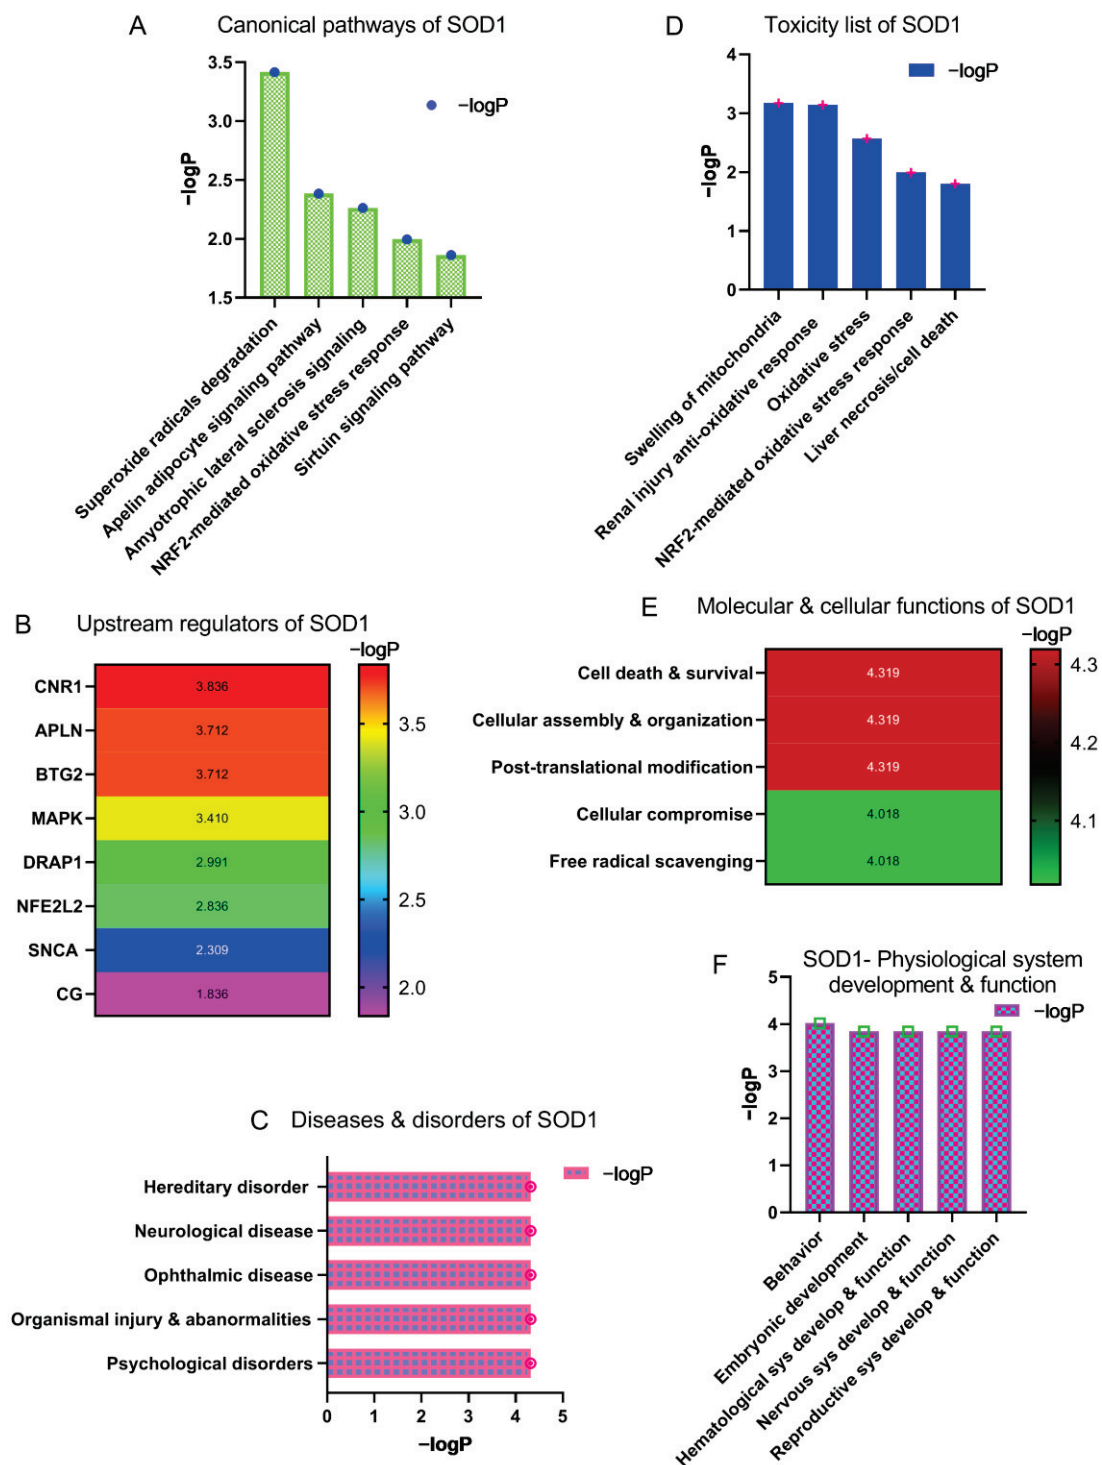 A Canonical pathways of SOD1
−logP
3.5
3.0
2.5
2.0
1.5
−logP
Superoxide radicals degradation
Apelin adipocyte signaling pathway
Amyotrophic lateral sclerosis signaling
NRF2-mediated oxidative stress response
Sirtuin signaling pathway
D Toxicity list of SOD1
−logP
4
3
2
1
0
−logP
Swelling of mitochondria
Renal injury anti-oxidative response
Oxidative stress
NRF2-mediated oxidative stress response
Liver necrosis/cell death
B Upstream regulators of SOD1
−logP
CNR1 3.836
APLN 3.712
BTG2 3.712
MAPK 3.410
DRAP1 2.991
NFE2L2 2.836
SNCA 2.309
CG 1.836
3.5
3.0
2.5
2.0
E Molecular & cellular functions of SOD1
−logP
Cell death & survival 4.319
Cellular assembly & organization 4.319
Post-translational modification 4.319
Cellular compromise 4.018
Free radical scavenging 4.018
4.3
4.2
4.1
C Diseases & disorders of SOD1
−logP
Hereditary disorder
Neurological disease
Ophthalmic disease
Organismal injury & abanormalities
Psychological disorders
0 1 2 3 4 5
−logP
F SOD1- Physiological system
development & function
−logP
5
4
3
2
1
0
−logP
Behavior
Embryonic development
Hematological sys develop & function
Nervous sys develop & function
Reproductive sys develop & function